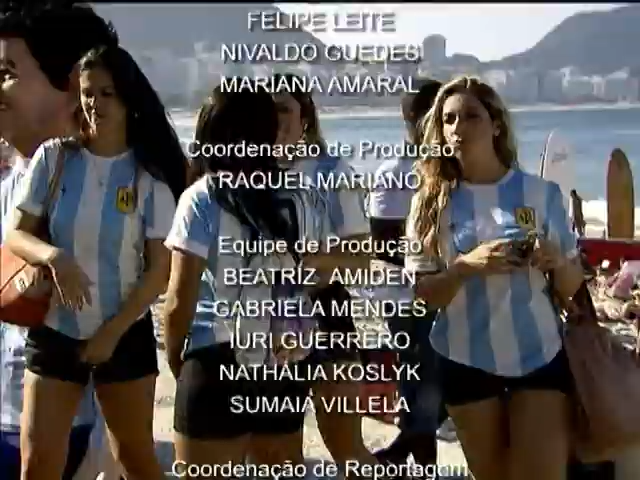 FELIPE LEITE
NIVALDO GUEDES
MARIANA AMARAL
Coordenação de Produção
RAQUEL MARIANO
Equipe de Produção
BEATRIZ AMIDEN
GABRIELA MENDES
IURI GUERRERO
NATHÁLIA KOSLYK
SUMAIA VILLELA
Coordenação de Reportagem